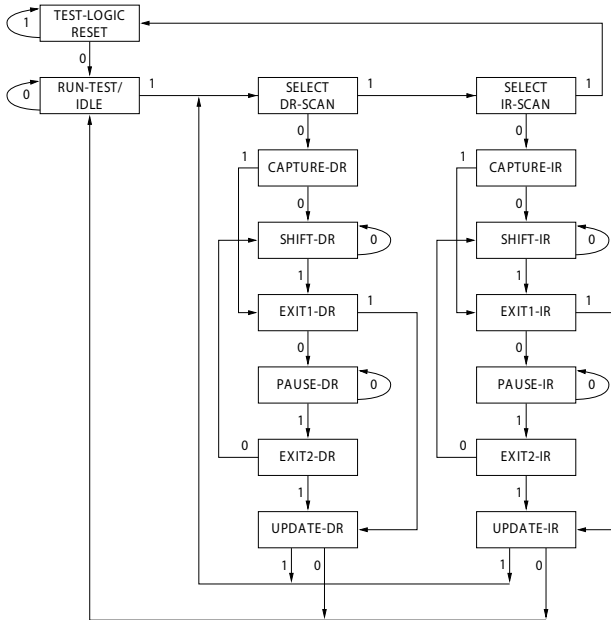 TEST-LOGIC
RESET
1
0
RUN-TEST/
IDLE
0
1
SELECT
DR-SCAN
1
SELECT
IR-SCAN
1
0
0
1
CAPTURE-DR
1
CAPTURE-IR
0
0
SHIFT-DR
0
SHIFT-IR
0
1
1
EXIT1-DR
1
EXIT1-IR
1
0
0
PAUSE-DR
0
PAUSE-IR
0
1
1
0
EXIT2-DR
0
EXIT2-IR
1
1
UPDATE-DR
UPDATE-IR
1
0
1
0